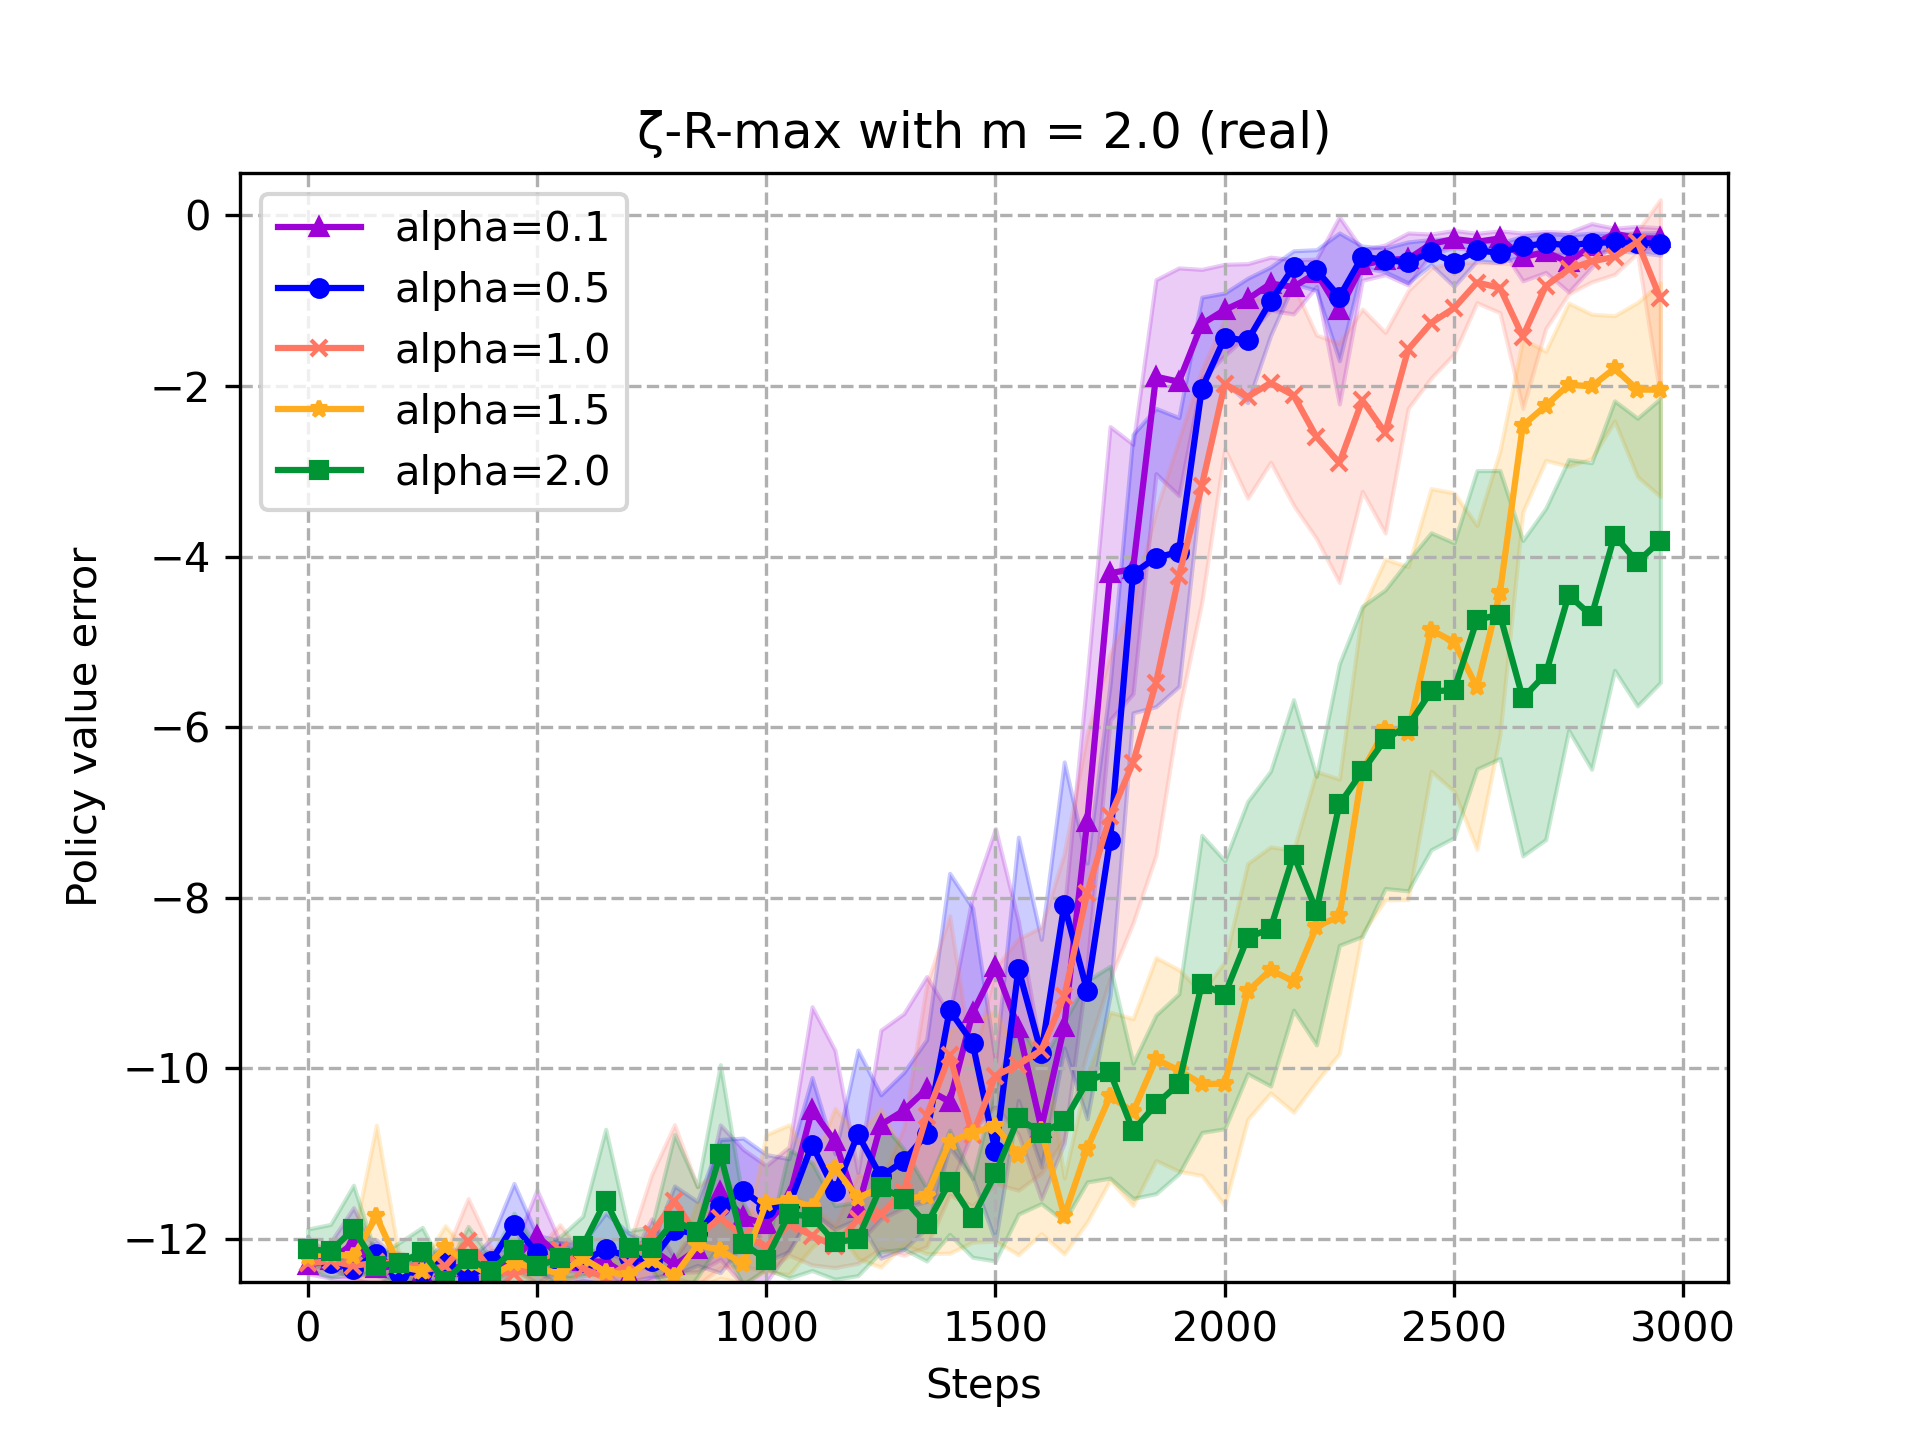 ζ-R-max with m = 2.0 (real)
alpha=0.1
alpha=0.5
alpha=1.0
alpha=1.5
alpha=2.0
Policy value error
0
−2
−4
−6
−8
−10
−12
0 500 1000 1500 2000 2500 3000
Steps